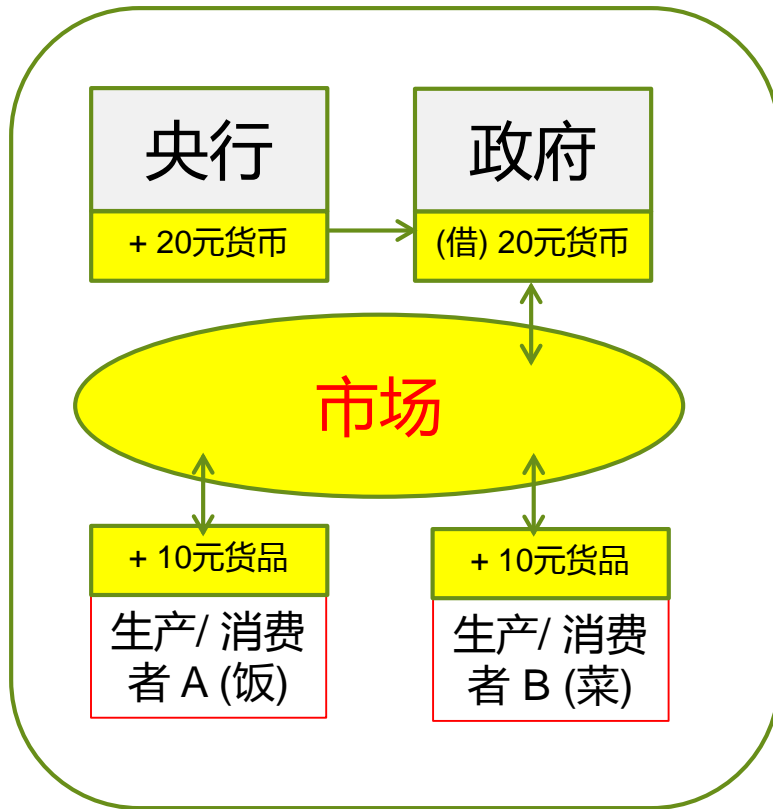 央行
政府
+ 20元货币
(借) 20元货币
市场
+ 10元货品
+ 10元货品
生产/ 消费
者 A (饭)
生产/ 消费
者 B (菜)